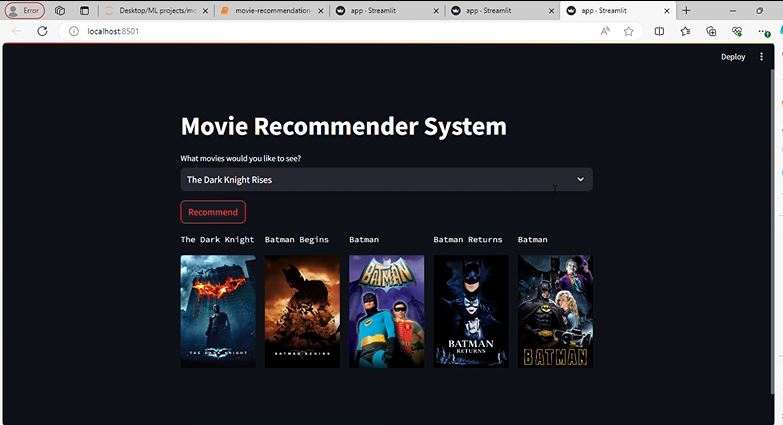 Error
Desktop/ML projects/mo
movie-recommendation-
app · Streamlit
app · Streamlit
app · Streamlit
localhost:8501
Deploy
Movie Recommender System
What movies would you like to see?
The Dark Knight Rises
Recommend
The Dark Knight
Batman Begins
Batman
Batman Returns
Batman
THE DARK KNIGHT
BATMAN BEGINS
BATMAN
BATMAN
RETURNS
BATMAN